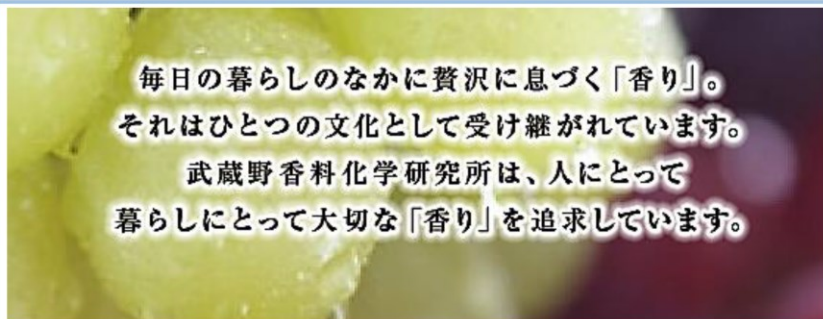 毎日の暮らしのなかに贅沢に息づく「香り」。
それはひとつの文化として受け継がれています。
武蔵野香料化学研究所は、人にとって
暮らしにとって大切な「香り」を追求しています。